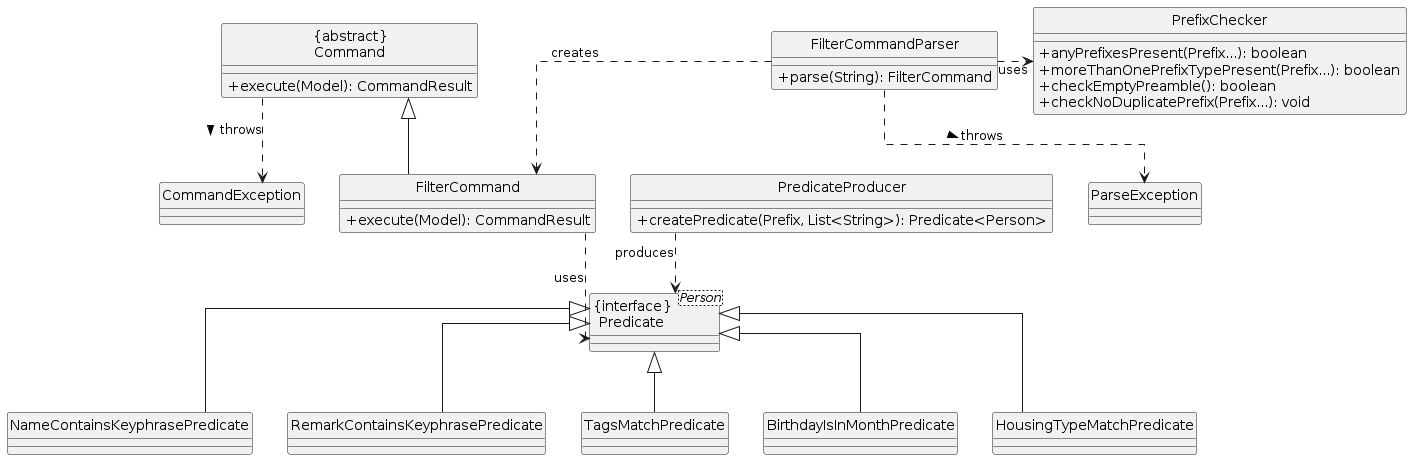 {abstract}
Command
+execute(Model): CommandResult
creates
FilterCommandParser
+parse(String): FilterCommand
uses
PrefixChecker
+anyPrefixesPresent(Prefix...): boolean
+moreThanOnePrefixTypePresent(Prefix...): boolean
+checkEmptyPreamble(): boolean
+checkNoDuplicatePrefix(Prefix...): void
throws
throws
CommandException
FilterCommand
+execute(Model): CommandResult
PredicateProducer
+createPredicate(Prefix, List<String>): Predicate<Person>
ParseException
uses
produces
Person
{interface}
Predicate
NameContainsKeyphrasePredicate
RemarkContainsKeyphrasePredicate
TagsMatchPredicate
BirthdayIsInMonthPredicate
HousingTypeMatchPredicate